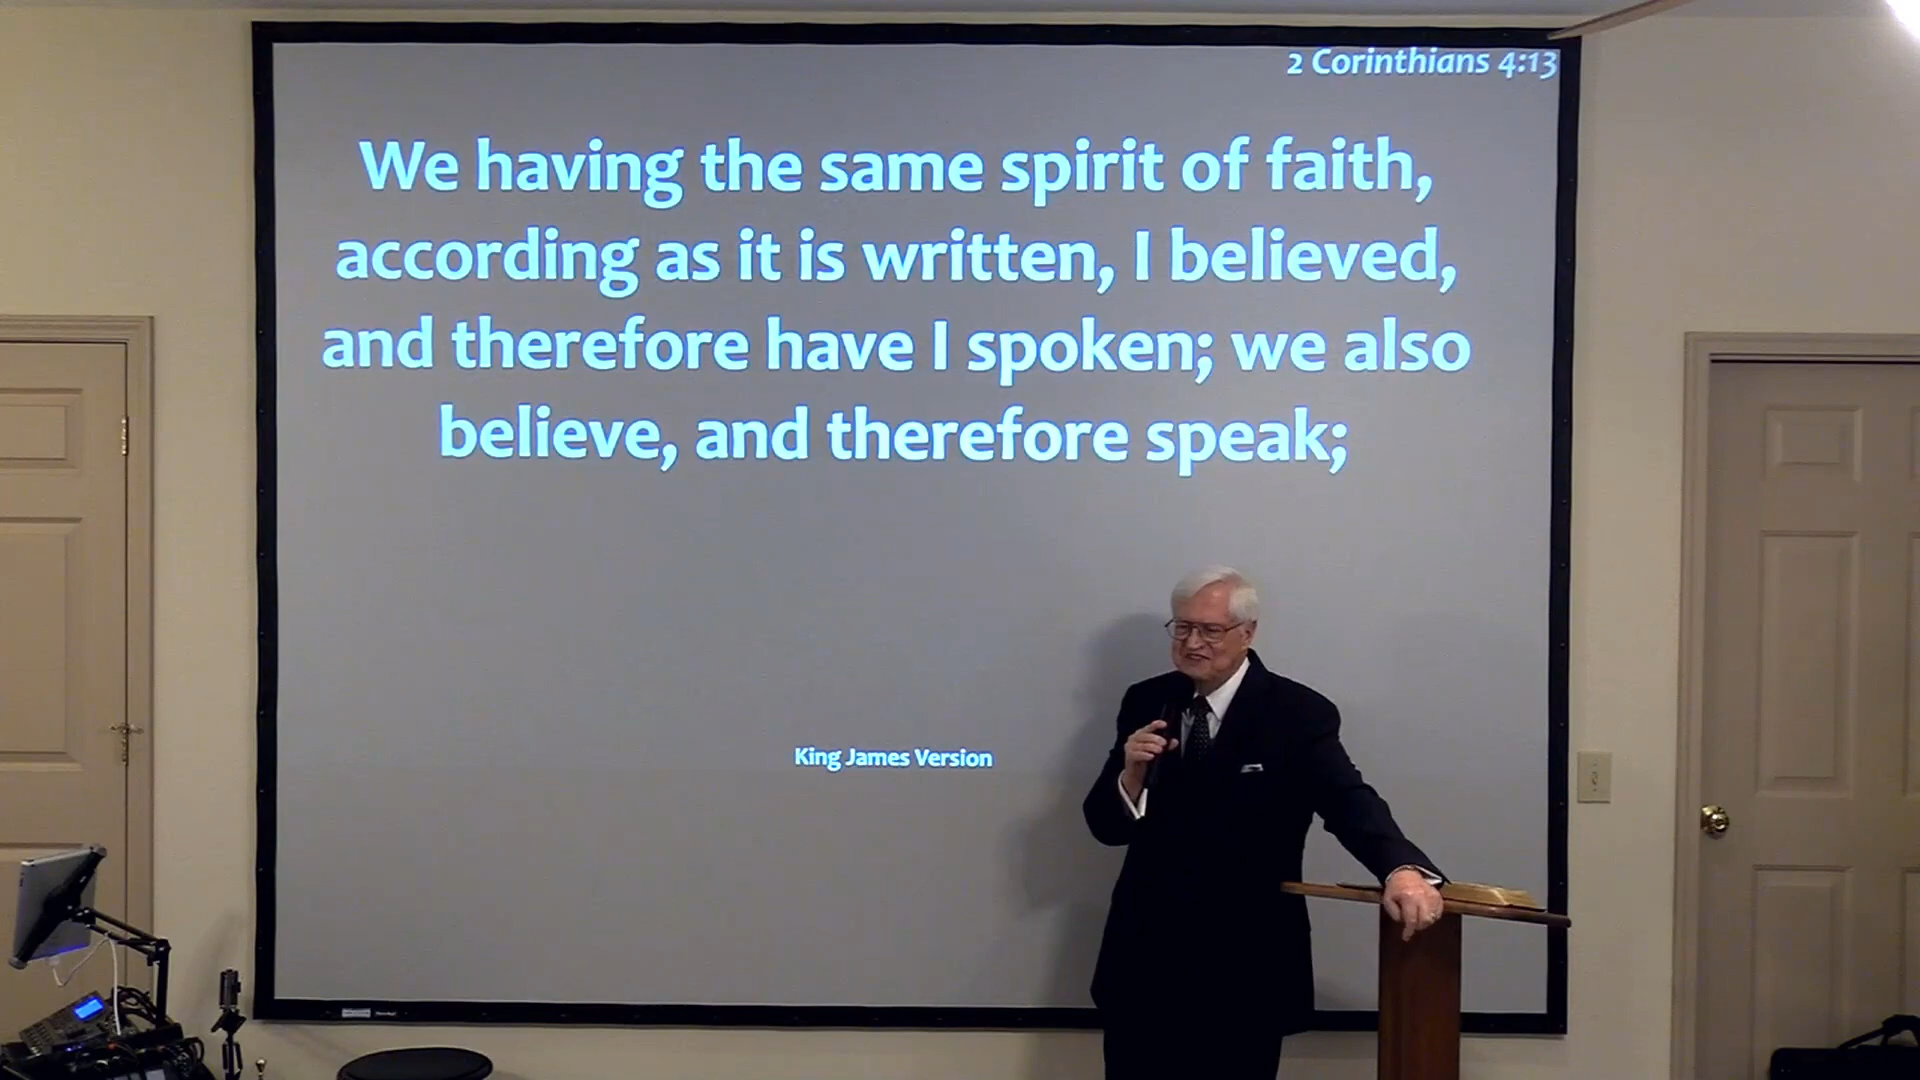 2 Corinthians 4:13
We having the same spirit of faith,
according as it is written, I believed,
and therefore have I spoken; we also
believe, and therefore speak;
King James Version